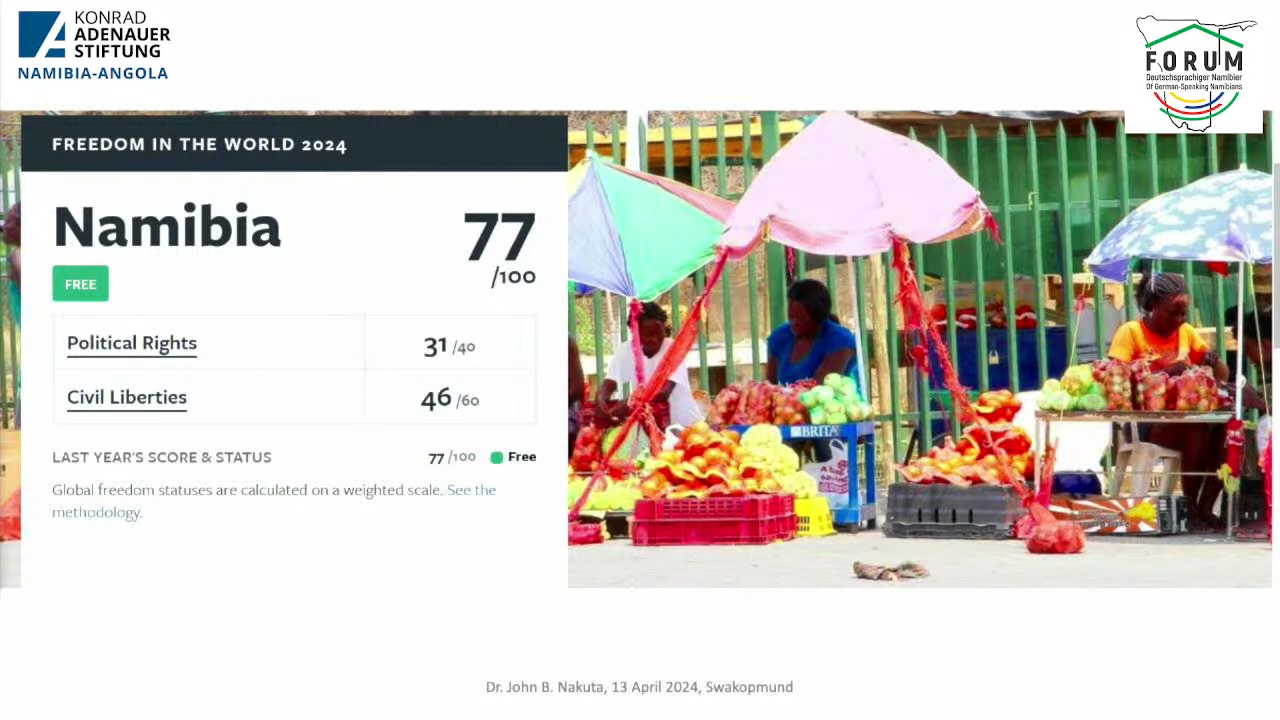 KONRAD
ADENAUER
STIFTUNG
NAMIBIA-ANGOLA
FORUM
Deutschsprachiger Namibier
Of German-Speaking Namibians
FREEDOM IN THE WORLD 2024
Namibia
77
/100
FREE
Political Rights 31 /40
Civil Liberties 46 /60
LAST YEAR'S SCORE & STATUS 77 /100 Free
Global freedom statuses are calculated on a weighted scale. See the
methodology.
BRITA
Dr. John B. Nakuta, 13 April 2024, Swakopmund